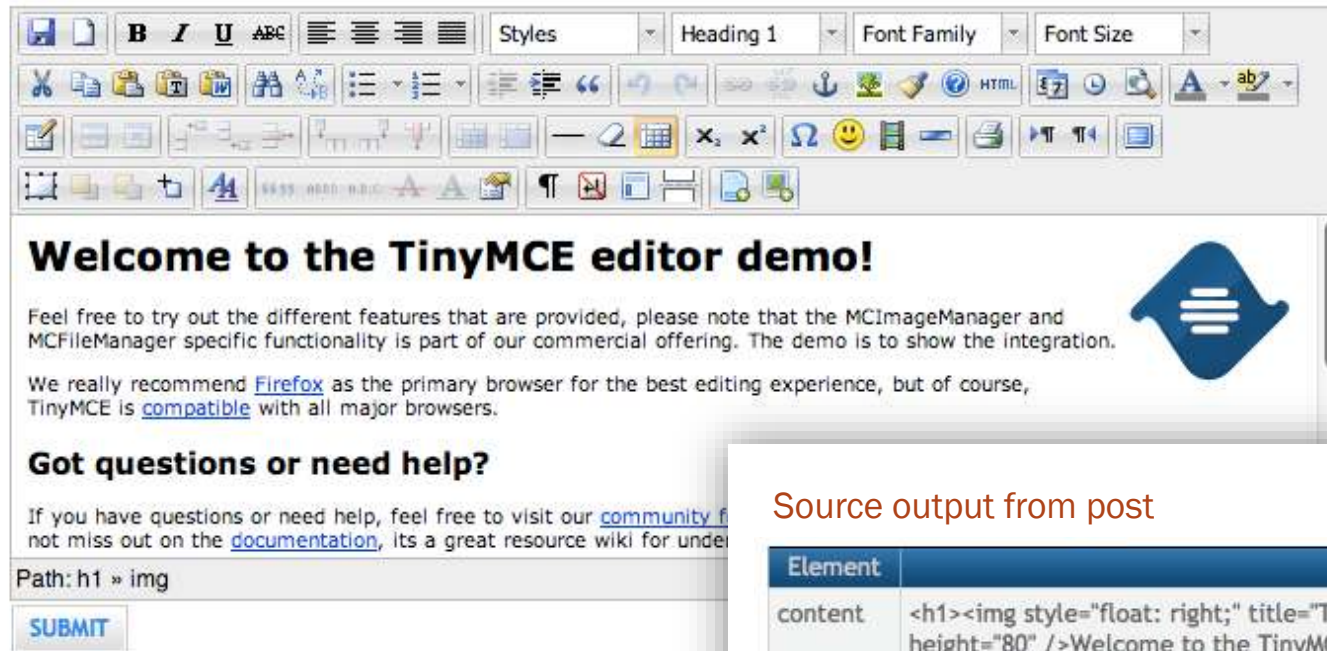 B I U ABC Styles Heading 1 Font Family Font Size
HTML
Welcome to the TinyMCE editor demo!
Feel free to try out the different features that are provided, please note that the MCImageManager and
MCFileManager specific functionality is part of our commercial offering. The demo is to show the integration.
We really recommend Firefox as the primary browser for the best editing experience, but of course,
TinyMCE is compatible with all major browsers.
Got questions or need help?
If you have questions or need help, feel free to visit our community
not miss out on the documentation, its a great resource wiki for
Path: h1 » img
SUBMIT
Source output from post
Element
content <h1><img style="float: right;" title="T
height="80" />Welcome to the